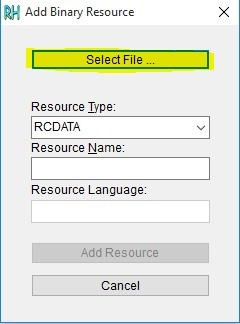 RH Add Binary Resource
Select File ...
Resource Type:
RCDATA
Resource Name:
Resource Language:
Add Resource
Cancel